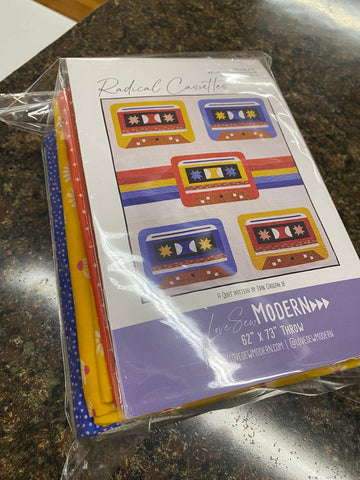 Radical Cassettes
A Quilt pattern by Erin Grogan of
Love Sew
MODERN
62" x 73" THROW
LOVESEWMODERN.COM | @LOVESEWMODERN